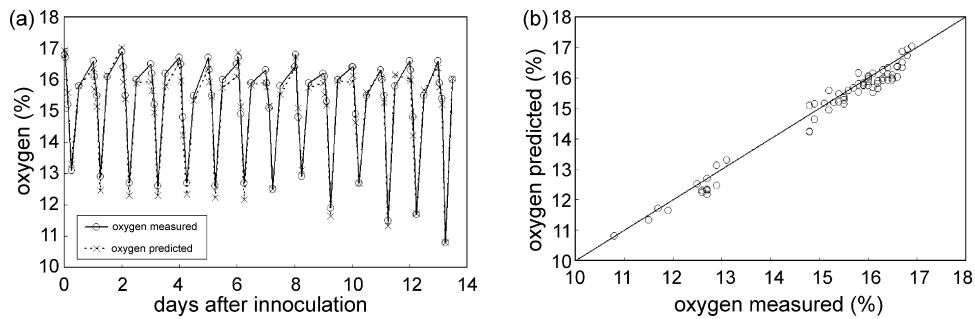 (a)
oxygen (%)
18
17
16
15
14
13
12
11
10
oxygen measured
oxygen predicted
0 2 4 6 8 10 12 14
days after innoculation
(b)
oxygen predicted (%)
18
17
16
15
14
13
12
11
10
10 11 12 13 14 15 16 17 18
oxygen measured (%)